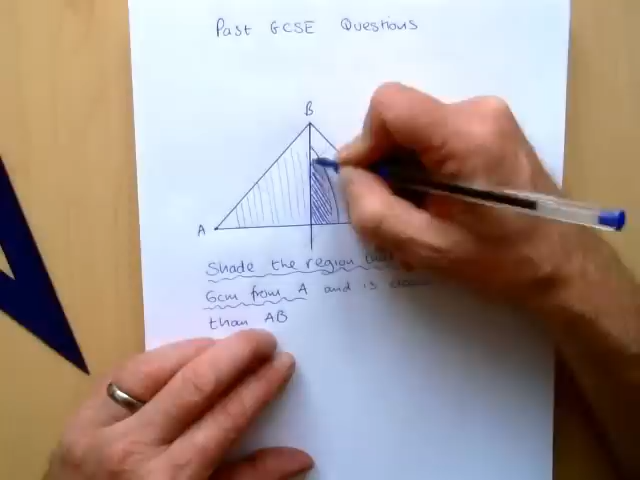 Past GCSE Questions
B
A
Shade the region
6cm from A and is
than AB